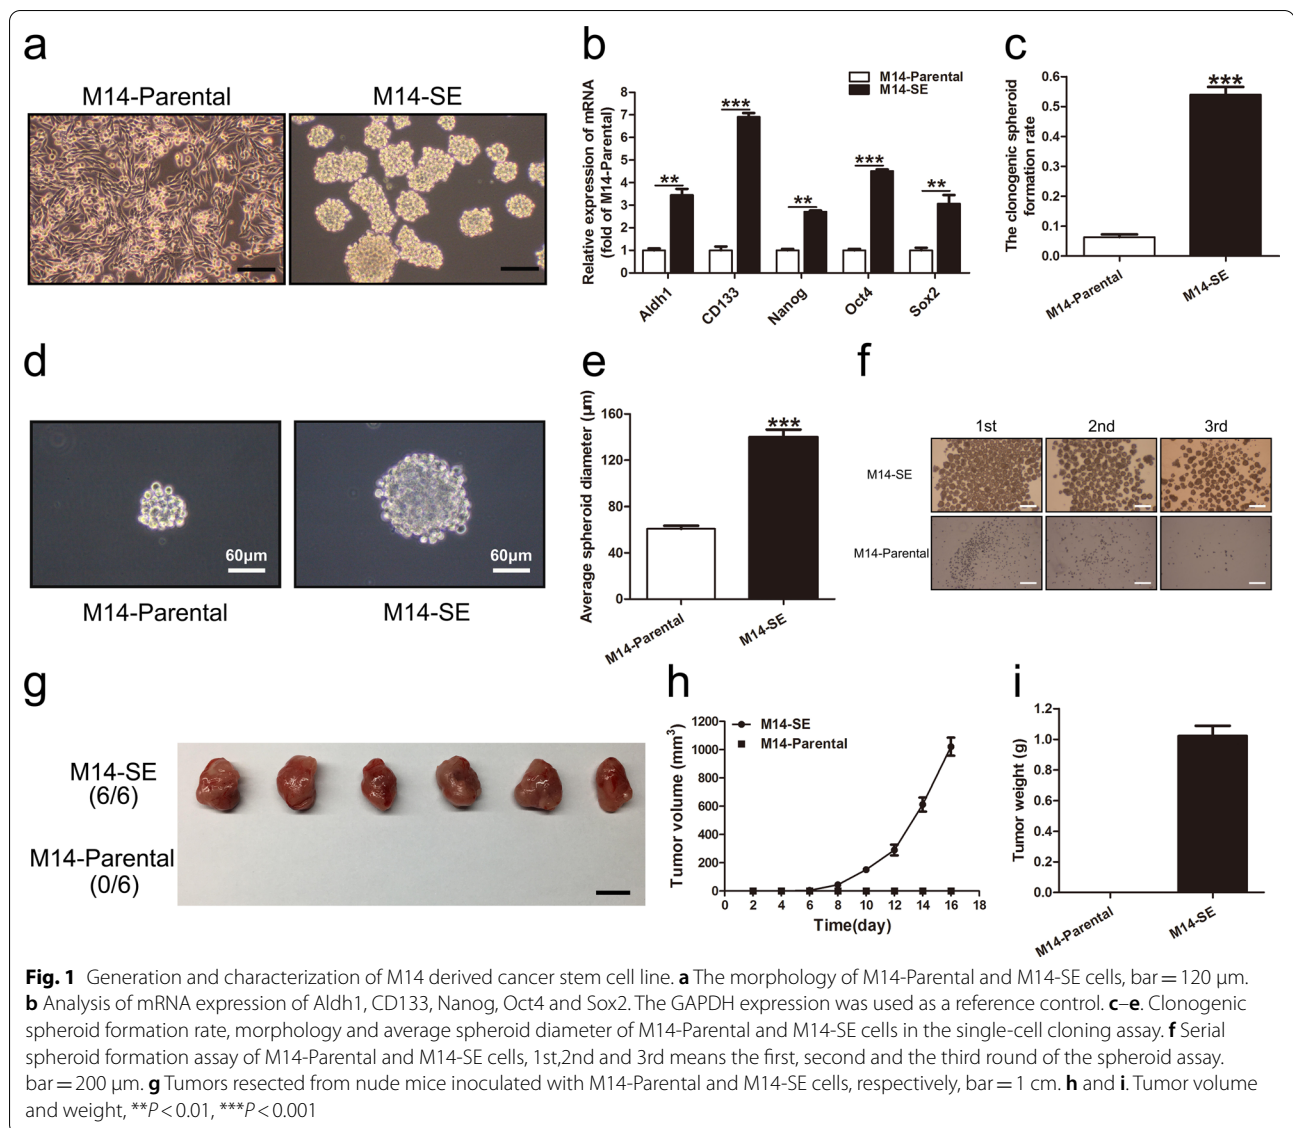 a
M14-Parental
M14-SE
b
M14-Parental
M14-SE
Relative expression of mRNA
(fold of M14-Parental)
8
7
6
5
4
3
2
1
0
**
***
**
***
**
Aldh1
CD133
Nanog
Oct4
Sox2
c
The clonogenic spheroid
formation rate
0.6
0.5
0.4
0.3
0.2
0.1
0.0
***
M14-Parental
M14-SE
d
60μm
60μm
M14-Parental
M14-SE
e
Average spheroid diameter (μm)
160
120
80
40
0
***
M14-Parental
M14-SE
f
1st
2nd
3rd
M14-SE
M14-Parental
g
M14-SE
(6/6)
M14-Parental
(0/6)
h
Tumor volume (mm³)
1200
1000
800
600
400
200
0
M14-SE
M14-Parental
0 2 4 6 8 10 12 14 16 18
Time(day)
i
Tumor weight (g)
1.2
1.0
0.8
0.6
0.4
0.2
0.0
M14-Parental
M14-SE
Fig. 1 Generation and characterization of M14 derived cancer stem cell line. a The morphology of M14-Parental and M14-SE cells, bar = 120 μm.
b Analysis of mRNA expression of Aldh1, CD133, Nanog, Oct4 and Sox2. The GAPDH expression was used as a reference control. c–e. Clonogenic
spheroid formation rate, morphology and average spheroid diameter of M14-Parental and M14-SE cells in the single-cell cloning assay. f Serial
spheroid formation assay of M14-Parental and M14-SE cells, 1st,2nd and 3rd means the first, second and the third round of the spheroid assay.
bar = 200 μm. g Tumors resected from nude mice inoculated with M14-Parental and M14-SE cells, respectively, bar = 1 cm. h and i. Tumor volume
and weight, **P < 0.01, ***P < 0.001